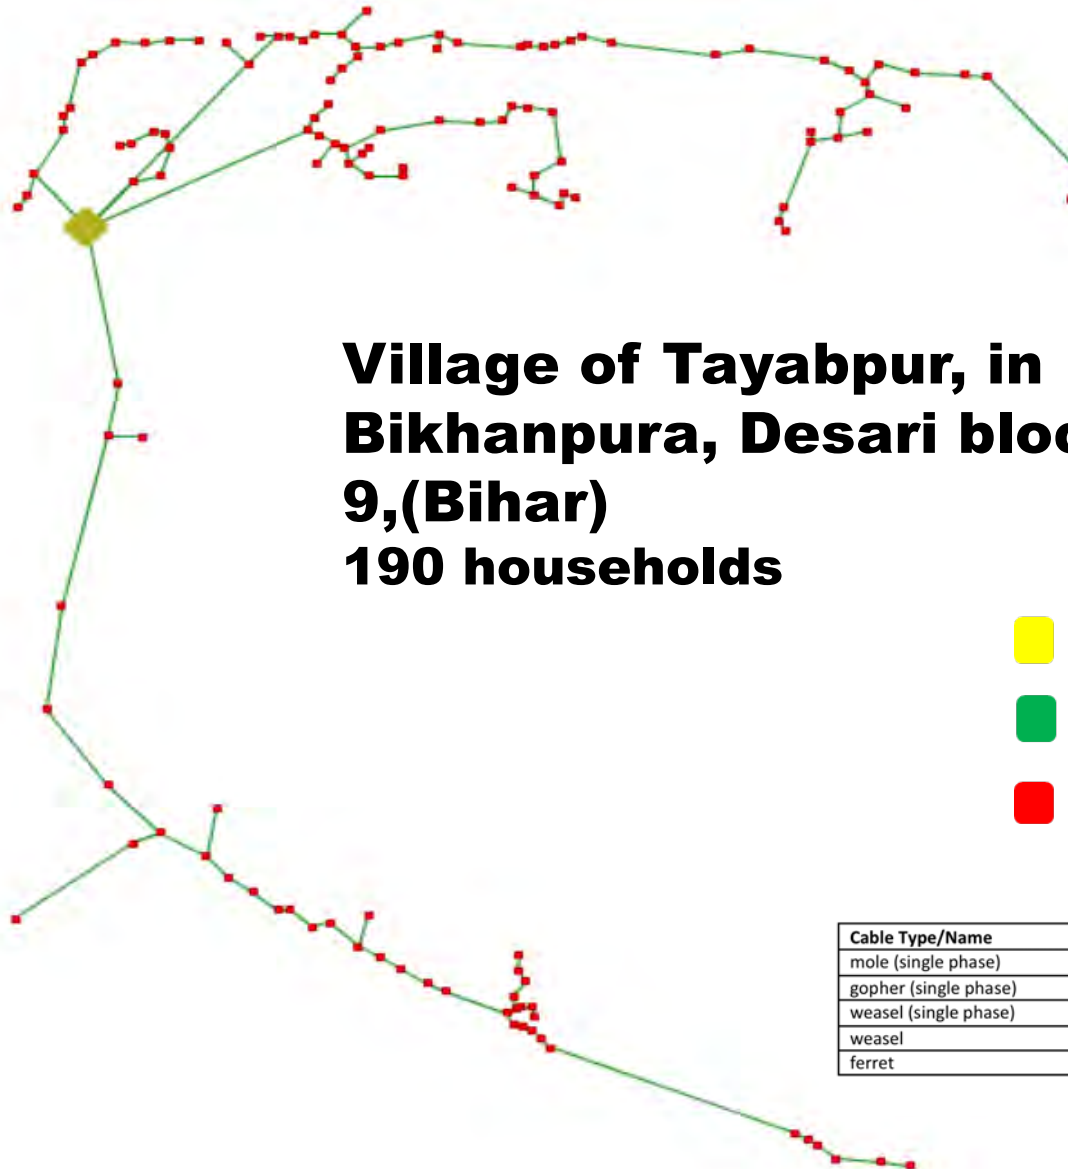 Village of Tayabpur, in
Bikhanpura, Desari
9,(Bihar)
190 households
Cable Type/Name
mole (single phase)
gopher (single phase)
weasel (single phase)
weasel
ferret